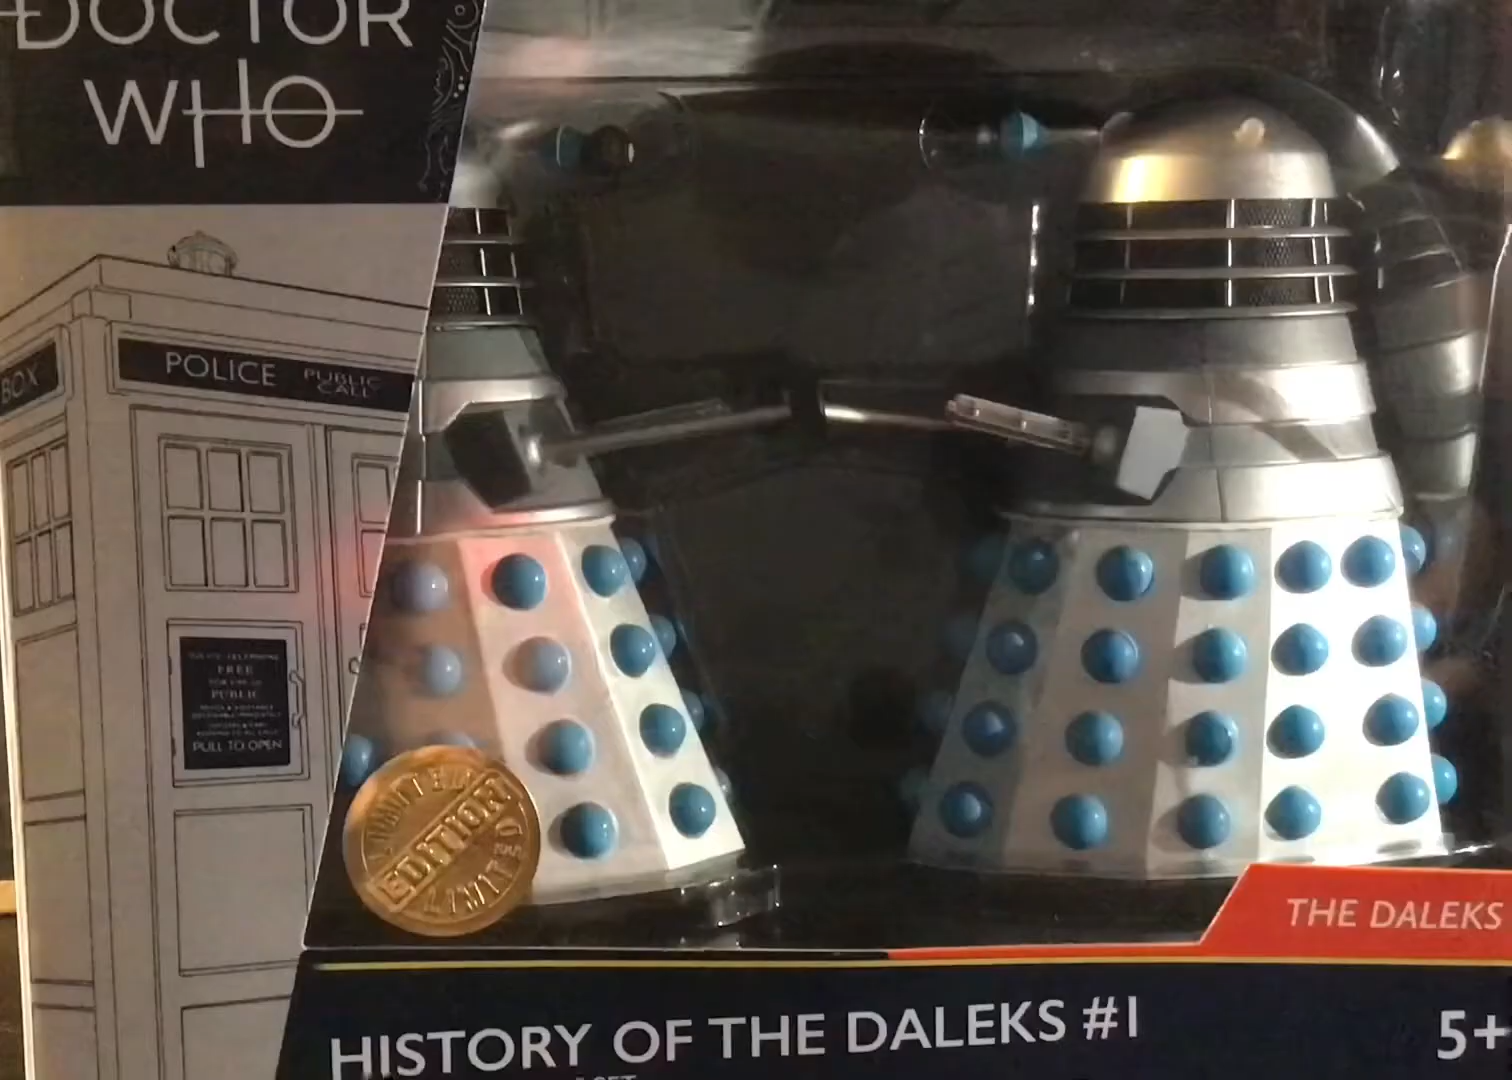 DOCTOR
WHO
BOX
POLICE PUBLIC
CALL
FREE
PUBLIC
PULL TO OPEN
LIMITED
EDITION
LIMITED
THE DALEKS
HISTORY OF THE DALEKS #1
5+
SET